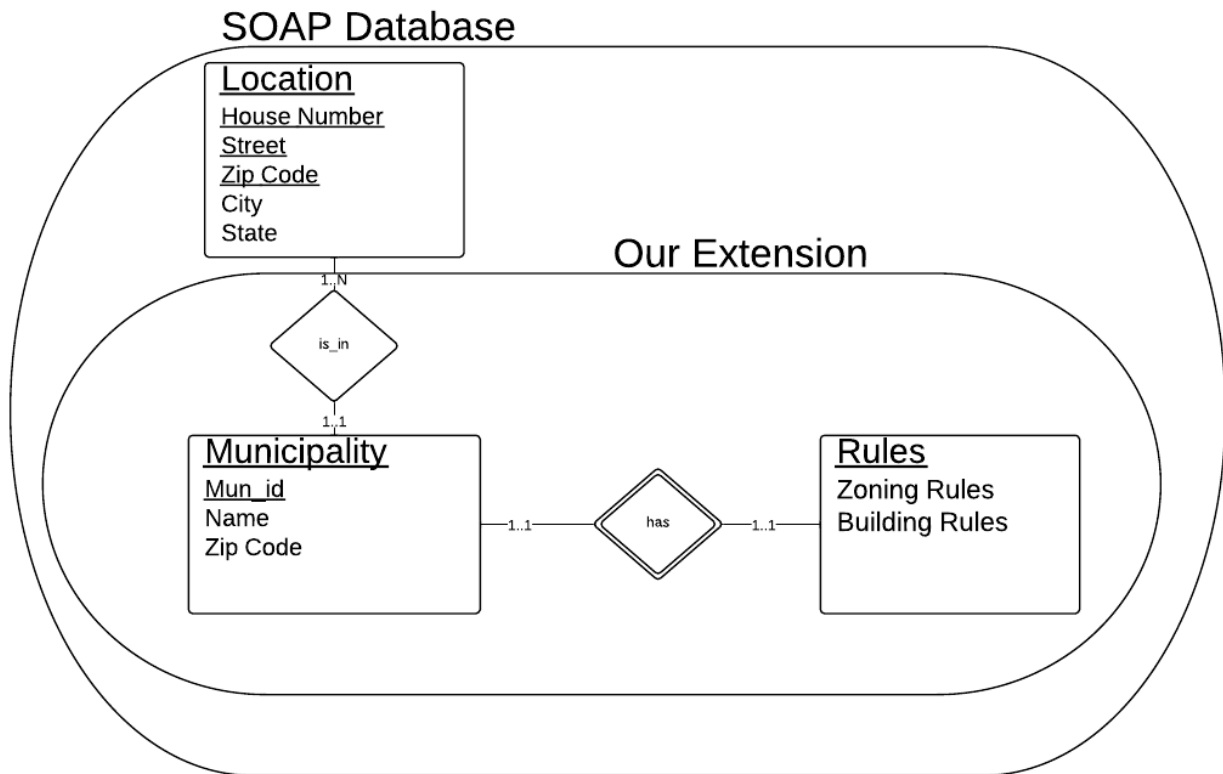 SOAP Database
Location
House Number
Street
Zip Code
City
State
Our Extension
1..N
is_in
1..1
Municipality
Mun_id
Name
Zip Code
1..1
has
1..1
Rules
Zoning Rules
Building Rules